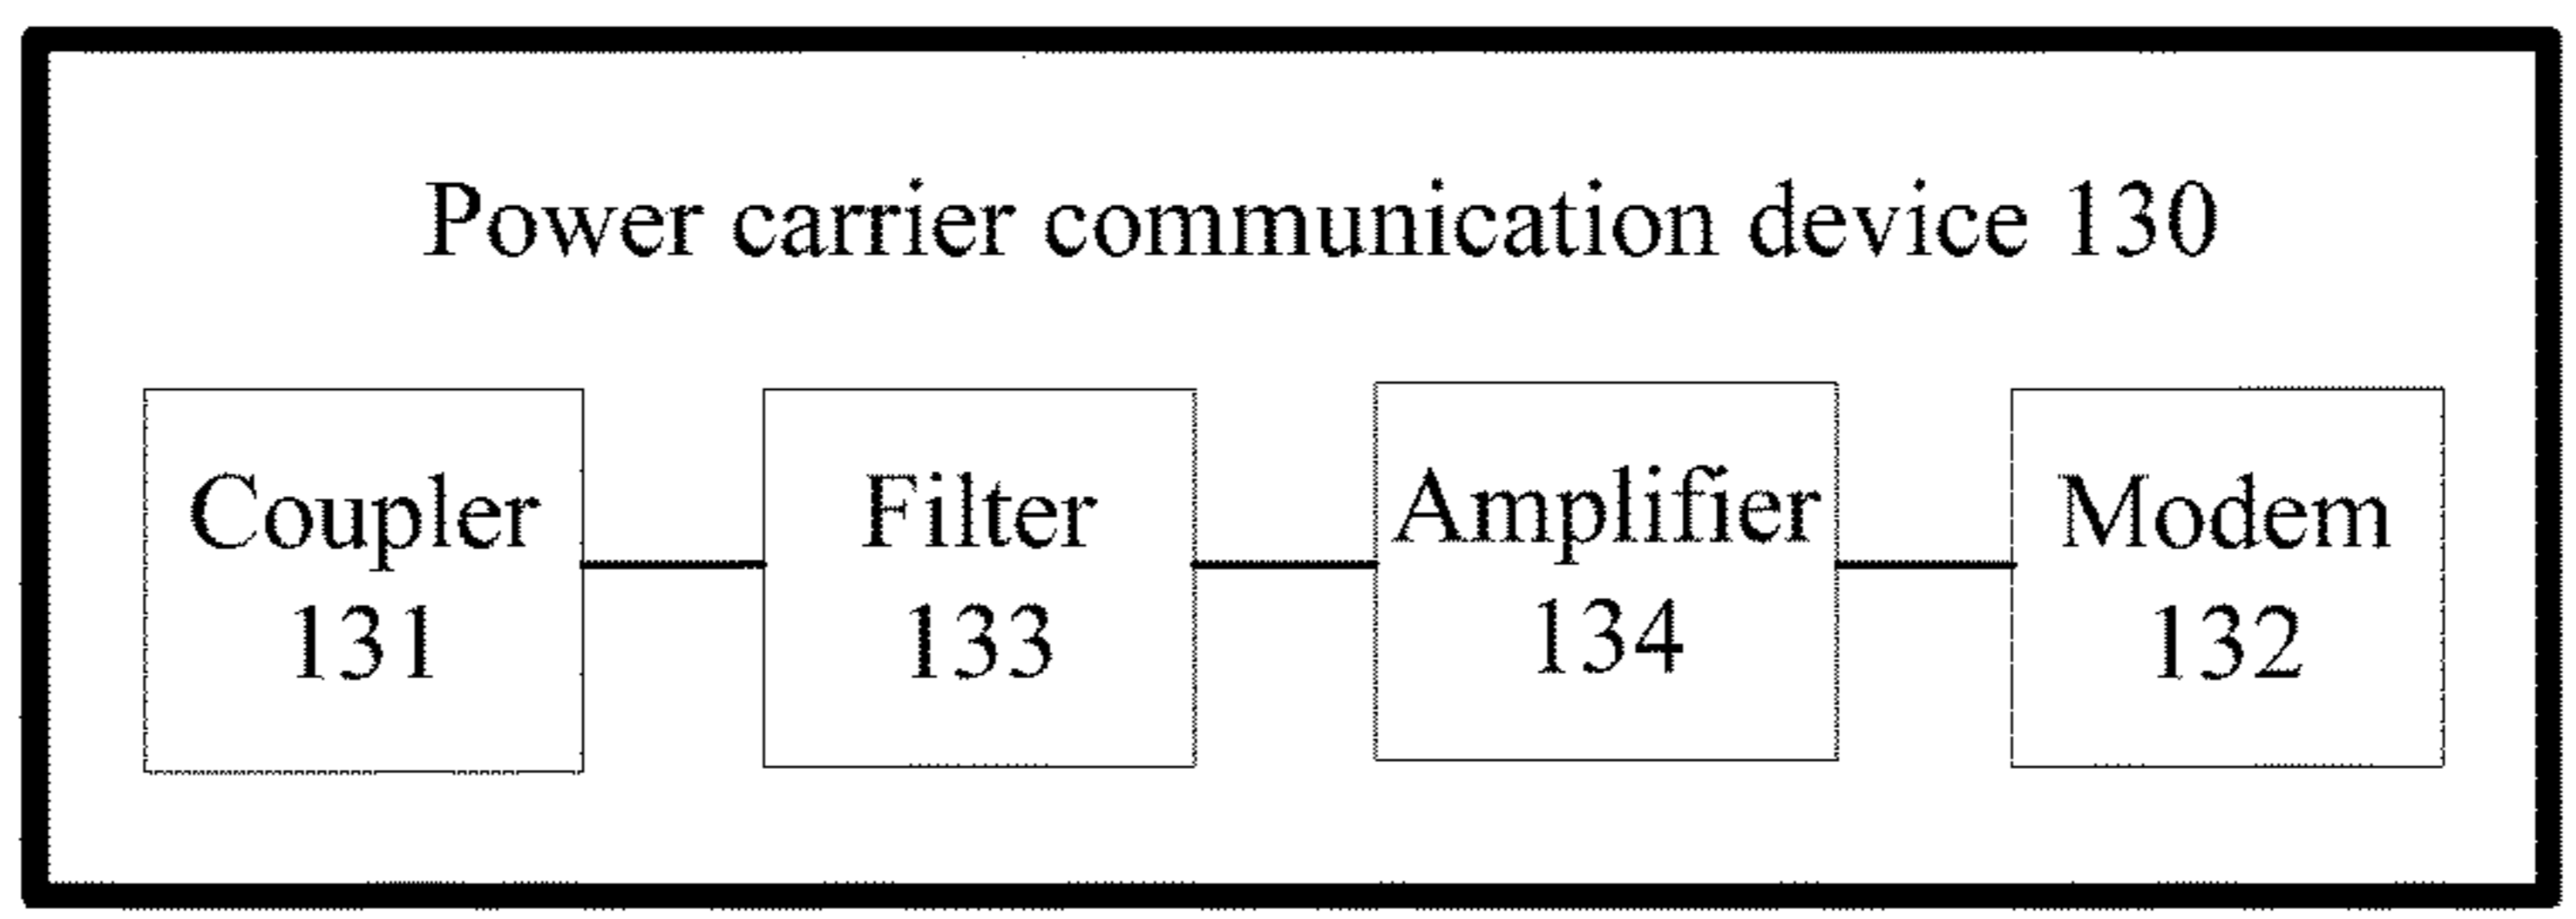 Power carrier communication device 130
Coupler
131
Filter
133
Amplifier
134
Modem
132